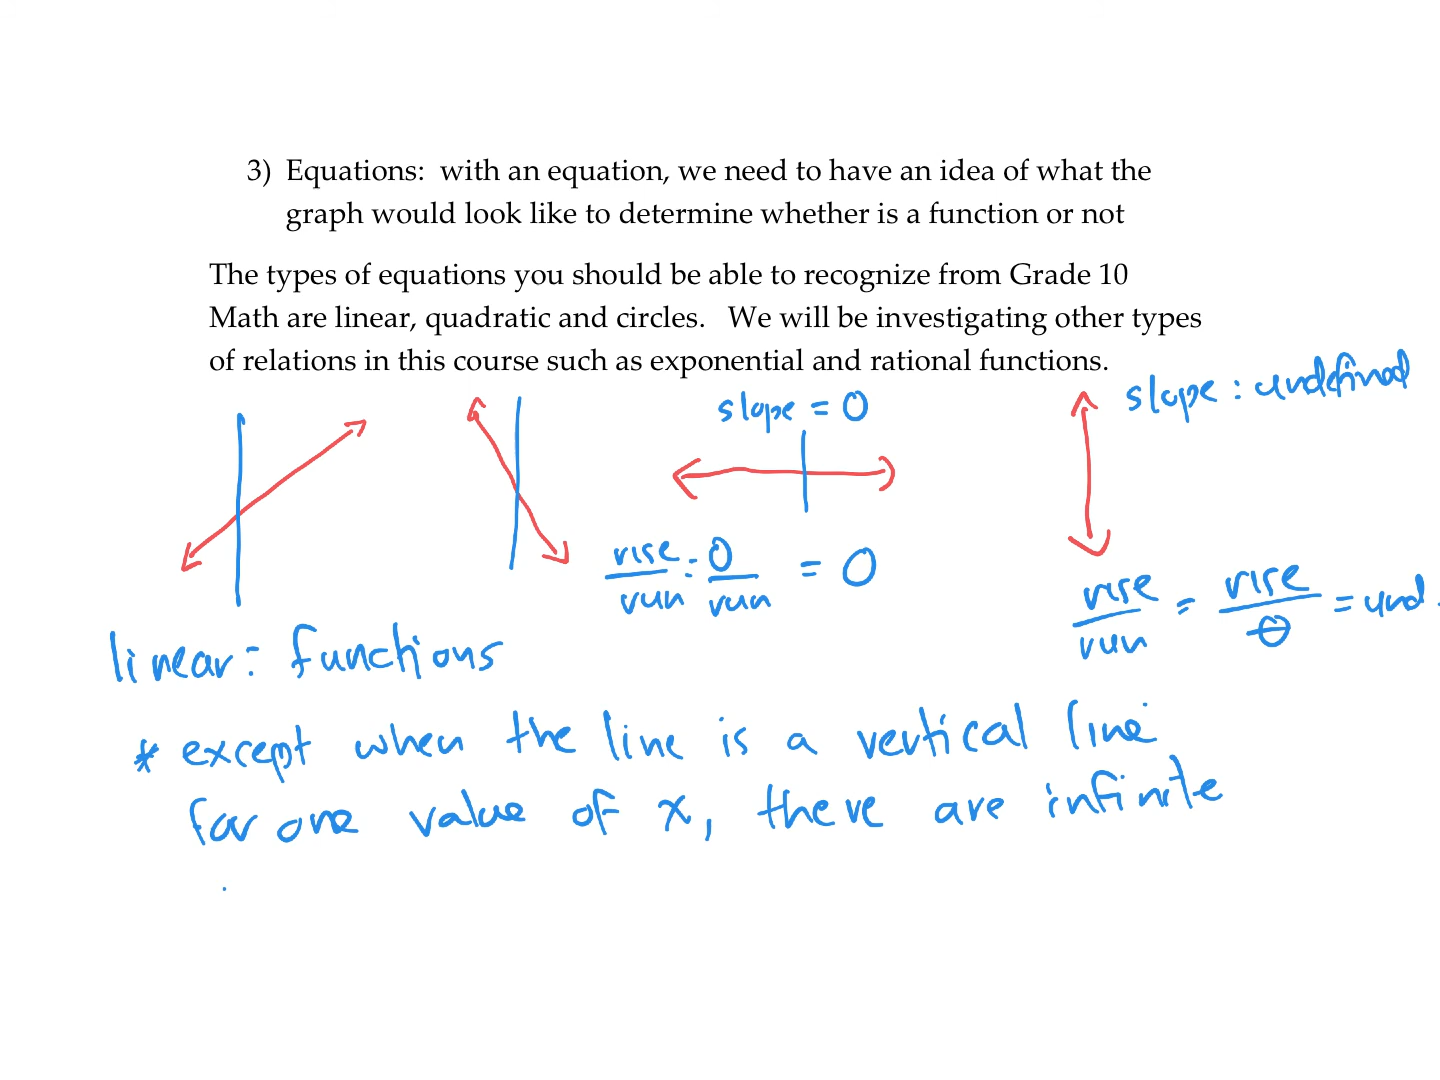 3) Equations: with an equation, we need to have an idea of what the
graph would look like to determine whether is a function or not
The types of equations you should be able to recognize from Grade 10
Math are linear, quadratic and circles. We will be investigating other types
of relations in this course such as exponential and rational functions.
slope = 0
slope : undefined
rise/run = 0/run = 0
rise/run = rise/0 = und.
linear: functions
* except when the line is a vertical line
for one value of x, there are infinite